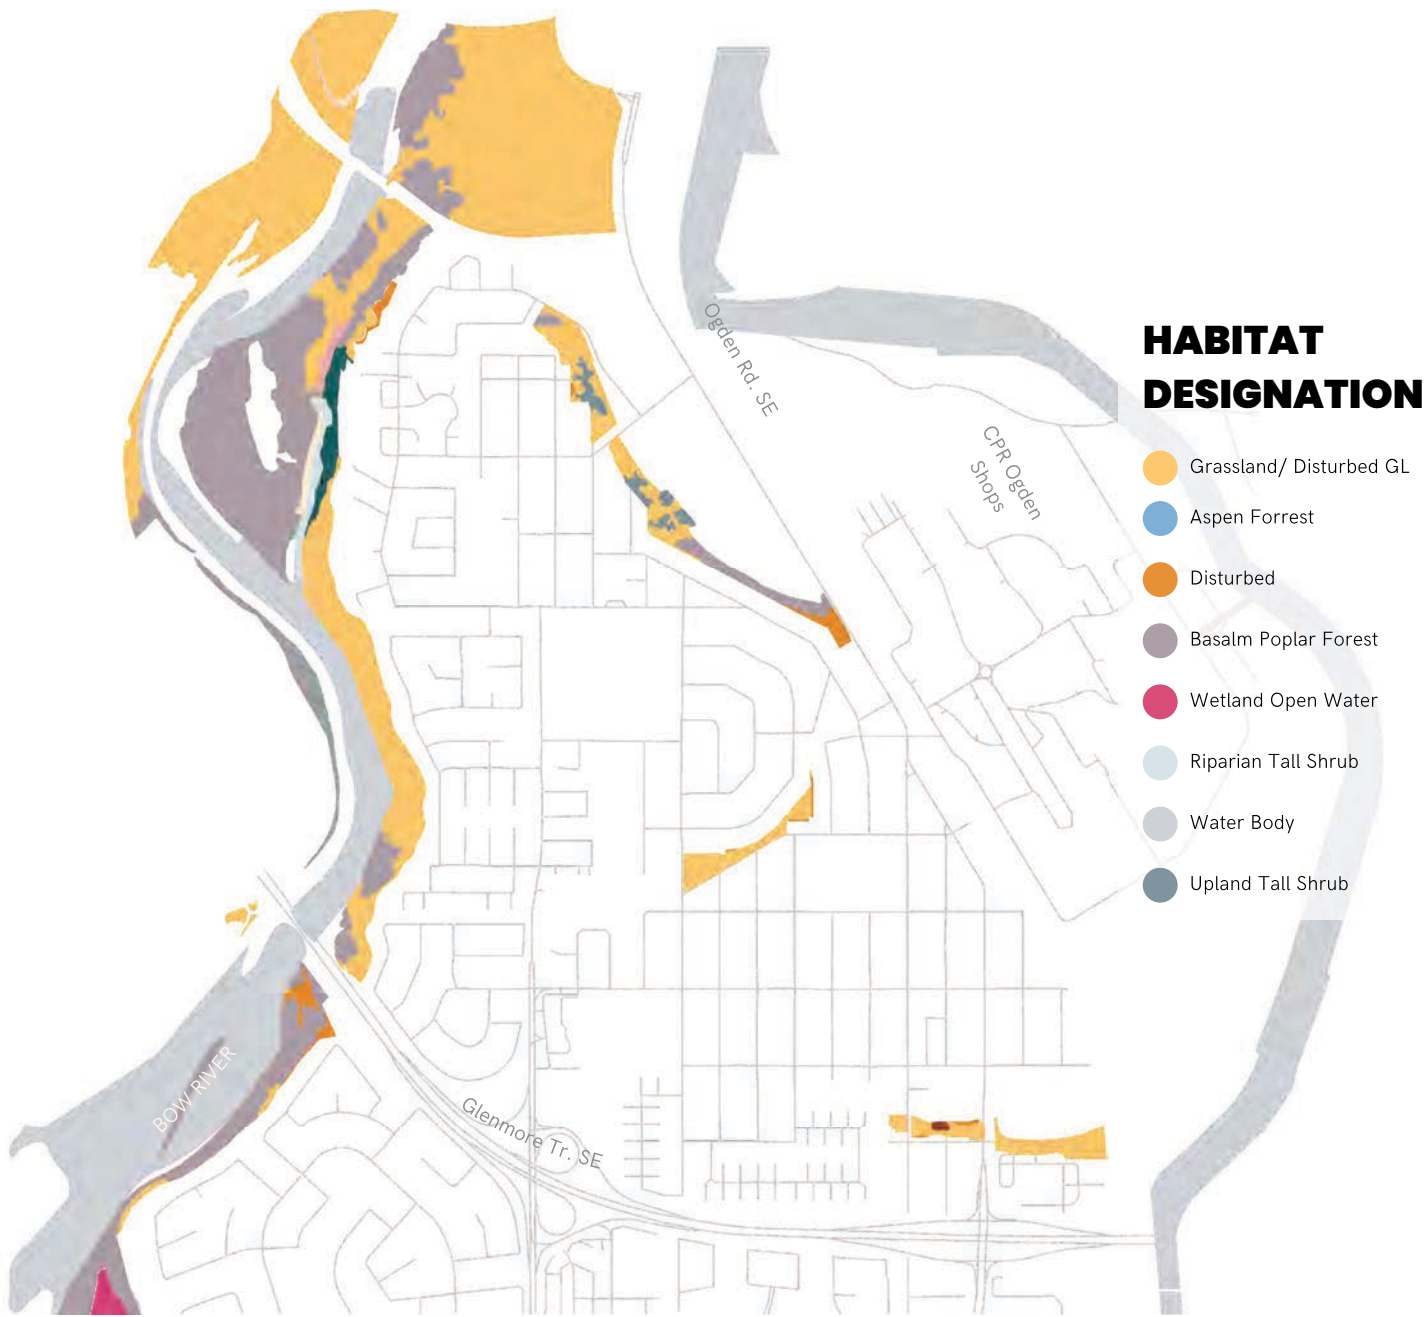 Ogden Rd. SE
HABITAT
DESIGNATION
CPR Ogden
Shops
Grassland/ Disturbed GL
Aspen Forrest
Disturbed
Basalm Poplar Forest
Wetland Open Water
Riparian Tall Shrub
Water Body
Upland Tall Shrub
BOW RIVER
Glenmore Tr. SE